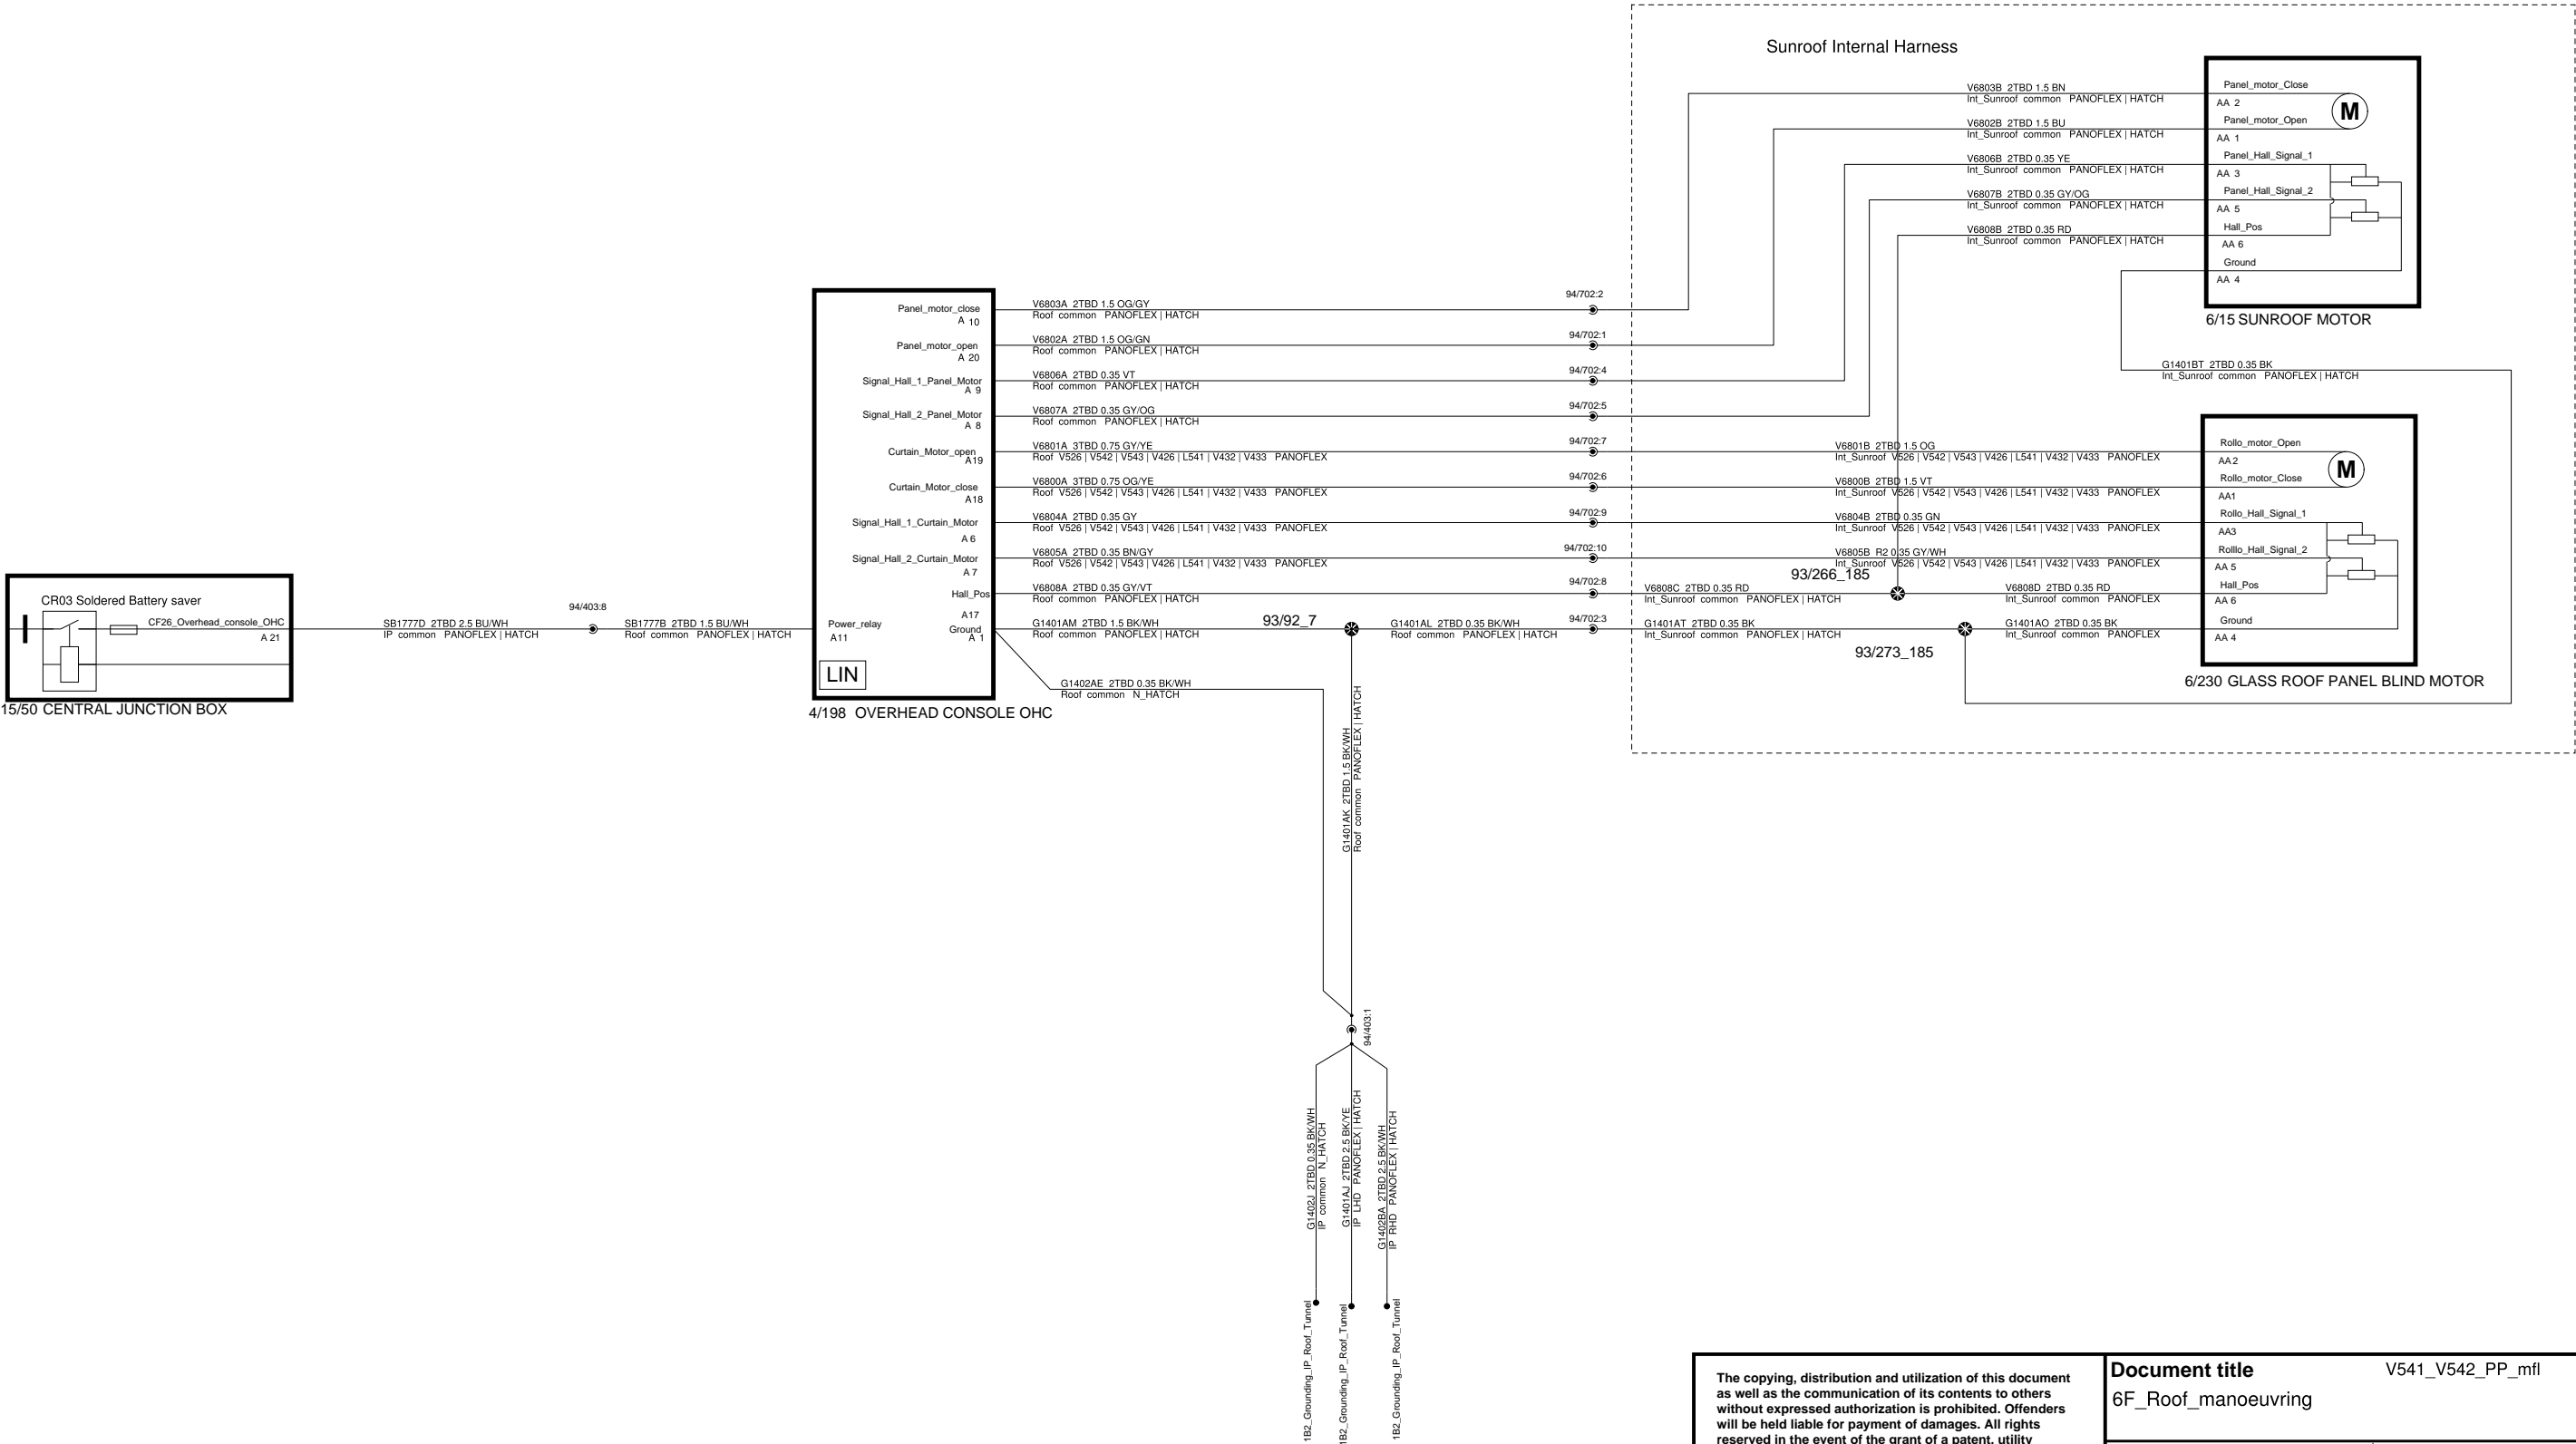 Sunroof Internal Harness
V6803B 2TBD 1.5 BN
Int_Sunroof common PANOFLEX | HATCH
V6802B 2TBD 1.5 BU
Int_Sunroof common PANOFLEX | HATCH
V6806B 2TBD 0.35 YE
Int_Sunroof common PANOFLEX | HATCH
V6807B 2TBD 0.35 GY/OG
Int_Sunroof common PANOFLEX | HATCH
V6808B 2TBD 0.35 RD
Int_Sunroof common PANOFLEX | HATCH
Panel_motor_Close
AA 2
Panel_motor_Open
AA 1
Panel_Hall_Signal_1
AA 3
Panel_Hall_Signal_2
AA 5
Hall_Pos
AA 6
Ground
AA 4
M
6/15 SUNROOF MOTOR
G1401BT 2TBD 0.35 BK
Int_Sunroof common PANOFLEX | HATCH
Panel_motor_close
A 10
Panel_motor_open
A 20
Signal_Hall_1_Panel_Motor
A 9
Signal_Hall_2_Panel_Motor
A 8
Curtain_Motor_open
A19
Curtain_Motor_close
A18
Signal_Hall_1_Curtain_Motor
A 6
Signal_Hall_2_Curtain_Motor
A 7
Hall_Pos
A17
Ground
A 1
Power_relay
A11
LIN
4/198 OVERHEAD CONSOLE OHC
V6803A 2TBD 1.5 OG/GY
Roof common PANOFLEX | HATCH
94/702:2
V6802A 2TBD 1.5 OG/GN
Roof common PANOFLEX | HATCH
94/702:1
V6806A 2TBD 0.35 VT
Roof common PANOFLEX | HATCH
94/702:4
V6807A 2TBD 0.35 GY/OG
Roof common PANOFLEX | HATCH
94/702:5
V6801A 3TBD 0.75 GY/YE
Roof V526 | V542 | V543 | V426 | L541 | V432 | V433 PANOFLEX
94/702:7
V6801B 2TBD 1.5 OG
Int_Sunroof V526 | V542 | V543 | V426 | L541 | V432 | V433 PANOFLEX
V6800A 3TBD 0.75 OG/YE
Roof V526 | V542 | V543 | V426 | L541 | V432 | V433 PANOFLEX
94/702:6
V6800B 2TBD 1.5 VT
Int_Sunroof V526 | V542 | V543 | V426 | L541 | V432 | V433 PANOFLEX
V6804A 2TBD 0.35 GY
Roof V526 | V542 | V543 | V426 | L541 | V432 | V433 PANOFLEX
94/702:9
V6804B 2TBD 0.35 GN
Int_Sunroof V526 | V542 | V543 | V426 | L541 | V432 | V433 PANOFLEX
V6805A 2TBD 0.35 BN/GY
Roof V526 | V542 | V543 | V426 | L541 | V432 | V433 PANOFLEX
94/702:10
V6805B R2 0.35 GY/WH
Int_Sunroof V526 | V542 | V543 | V426 | L541 | V432 | V433 PANOFLEX
93/266_185
V6808A 2TBD 0.35 GY/VT
Roof common PANOFLEX | HATCH
94/702:8
V6808C 2TBD 0.35 RD
Int_Sunroof common PANOFLEX | HATCH
V6808D 2TBD 0.35 RD
Int_Sunroof common PANOFLEX
G1401AM 2TBD 1.5 BK/WH
Roof common PANOFLEX | HATCH
93/92_7
G1401AL 2TBD 0.35 BK/WH
Roof common PANOFLEX | HATCH
94/702:3
G1401AT 2TBD 0.35 BK
Int_Sunroof common PANOFLEX | HATCH
93/273_185
G1401AO 2TBD 0.35 BK
Int_Sunroof common PANOFLEX
Rollo_motor_Open
AA2
Rollo_motor_Close
AA1
Rollo_Hall_Signal_1
AA3
Rolllo_Hall_Signal_2
AA 5
Hall_Pos
AA 6
Ground
AA 4
M
6/230 GLASS ROOF PANEL BLIND MOTOR
CR03 Soldered Battery saver
CF26_Overhead_console_OHC
A 21
15/50 CENTRAL JUNCTION BOX
SB1777D 2TBD 2.5 BU/WH
IP common PANOFLEX | HATCH
94/403:8
SB1777B 2TBD 1.5 BU/WH
Roof common PANOFLEX | HATCH
G1402AE 2TBD 0.35 BK/WH
Roof common N_HATCH
G1401AK 2TBD 1.5 BK/WH
Roof common PANOFLEX | HATCH
94/403:1
G1402J 2TBD 0.35 BK/WH
IP common N_HATCH
G1401AJ 2TBD 2.5 BK/YE
IP LHD PANOFLEX | HATCH
G1402BA 2TBD 2.5 BK/WH
IP RHD PANOFLEX | HATCH
1B2_Grounding_IP_Roof_Tunnel
1B2_Grounding_IP_Roof_Tunnel
1B2_Grounding_IP_Roof_Tunnel
The copying, distribution and utilization of this document
as well as the communication of its contents to others
without expressed authorization is prohibited. Offenders
will be held liable for payment of damages. All rights
reserved in the event of the grant of a patent, utility
Document title
V541_V542_PP_mfl
6F_Roof_manoeuvring